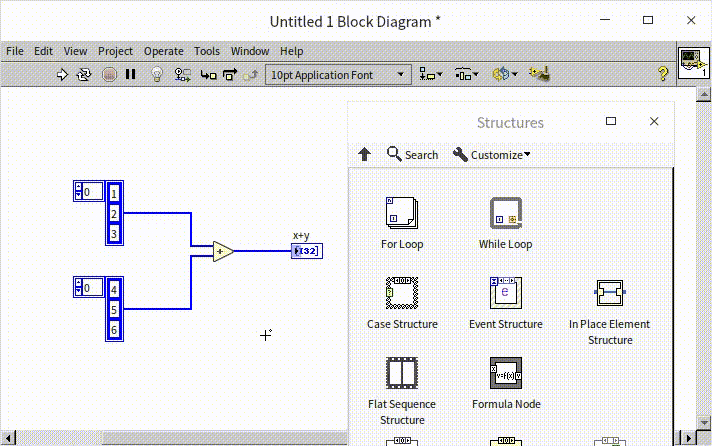 Untitled 1 Block Diagram *
File Edit View Project Operate Tools Window Help
10pt Application Font
?
1
Structures
Search Customize
0
1
2
3
x+y
[I32]
0
4
5
6
For Loop
While Loop
Case Structure
Event Structure
In Place Element
Structure
Flat Sequence
Structure
Formula Node